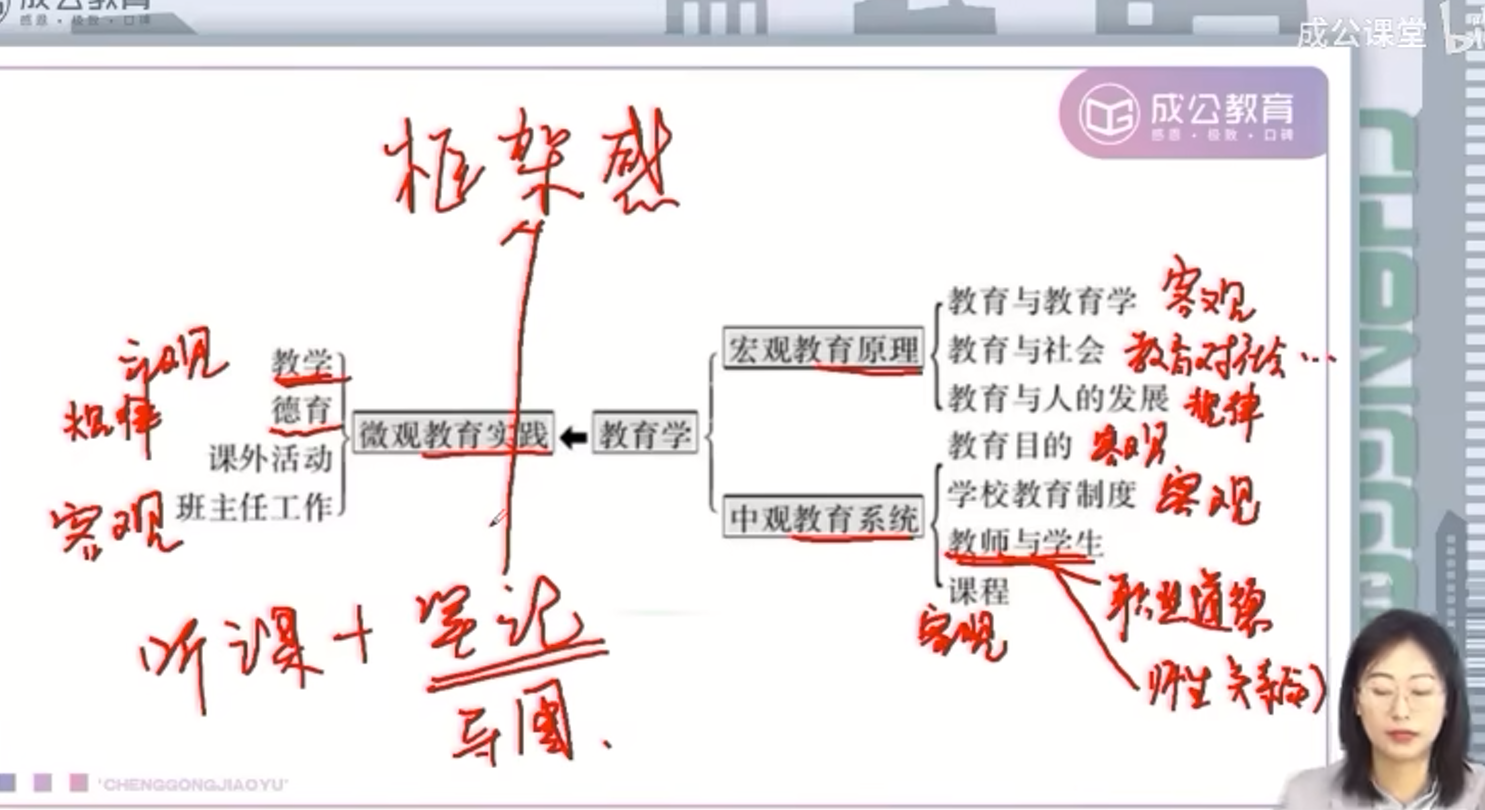 成公教育
感恩·极致·口碑
成公课堂
成公教育
感恩·极致·口碑
框架感
教育与教育学 客观
宏观教育原理
教育与社会 教育对社会…
教育与人的发展 规律
主观
教学
规律
德育
微观教育实践
教育学
教育目的 客观
课外活动
学校教育制度 客观
客观
班主任工作
中观教育系统
教师与学生
课程
客观
职业道德
师生关系
听课+笔记
导图.
'CHENGGONGJIAOYU'